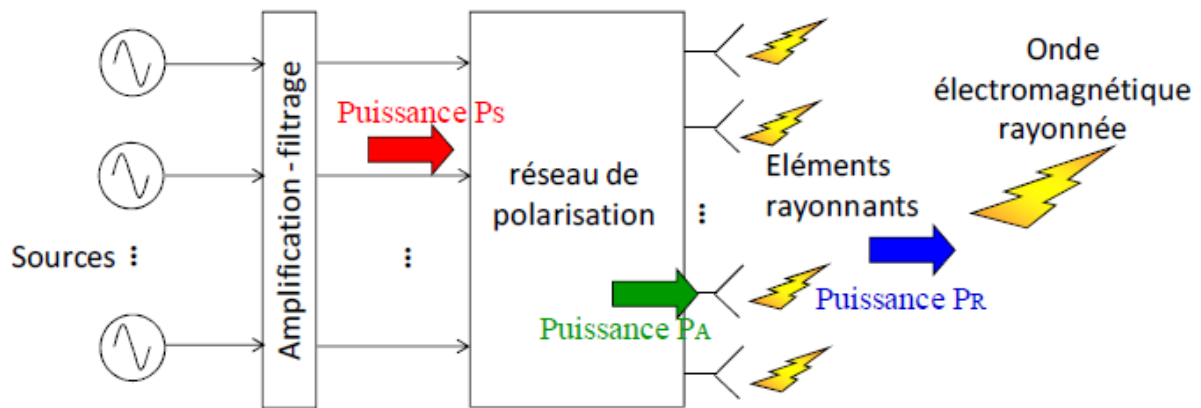 Onde
électromagnétique
rayonnée
Puissance Ps
Amplification - filtrage
réseau de
polarisation
Eléments
rayonnants
Sources
Puissance PR
Puissance PA